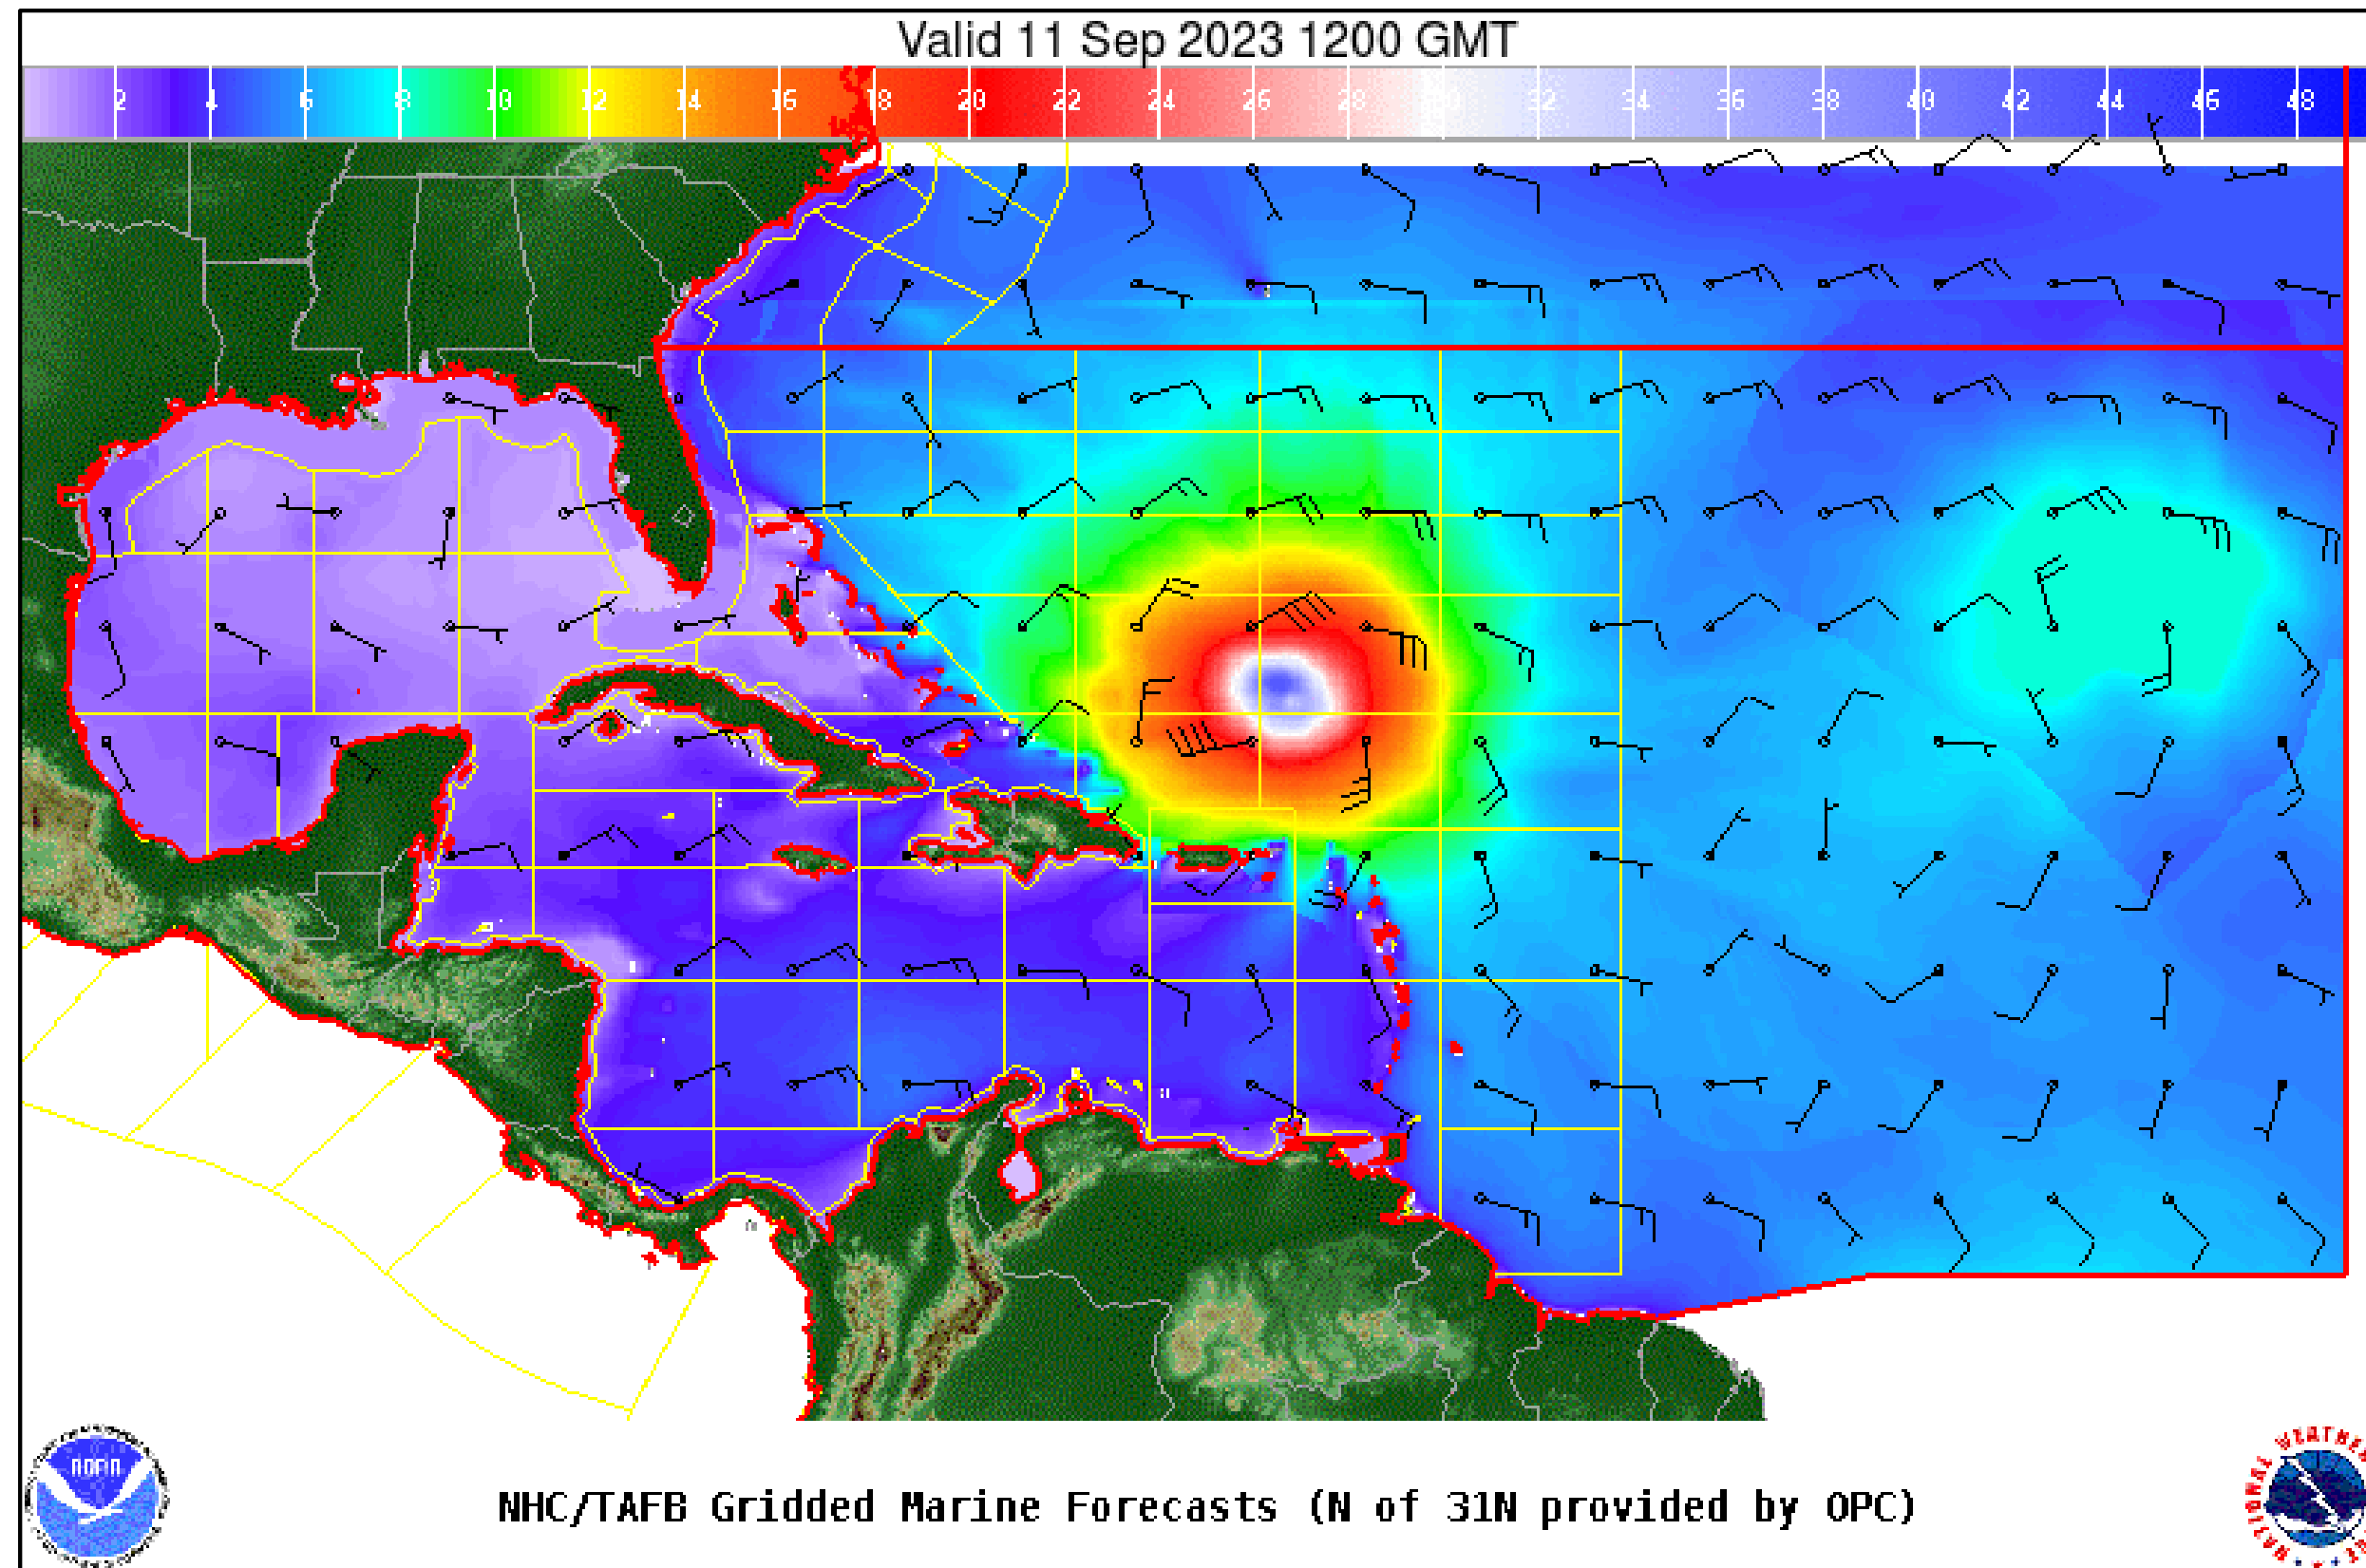 Valid 11 Sep 2023 1200 GMT
2 4 6 8 10 12 14 16 18 20 22 24 26 28 30 32 34 36 38 40 42 44 46 48
NOAA
NATIONAL WEATHER
NHC/TAFB Gridded Marine Forecasts (N of 31N provided by OPC)